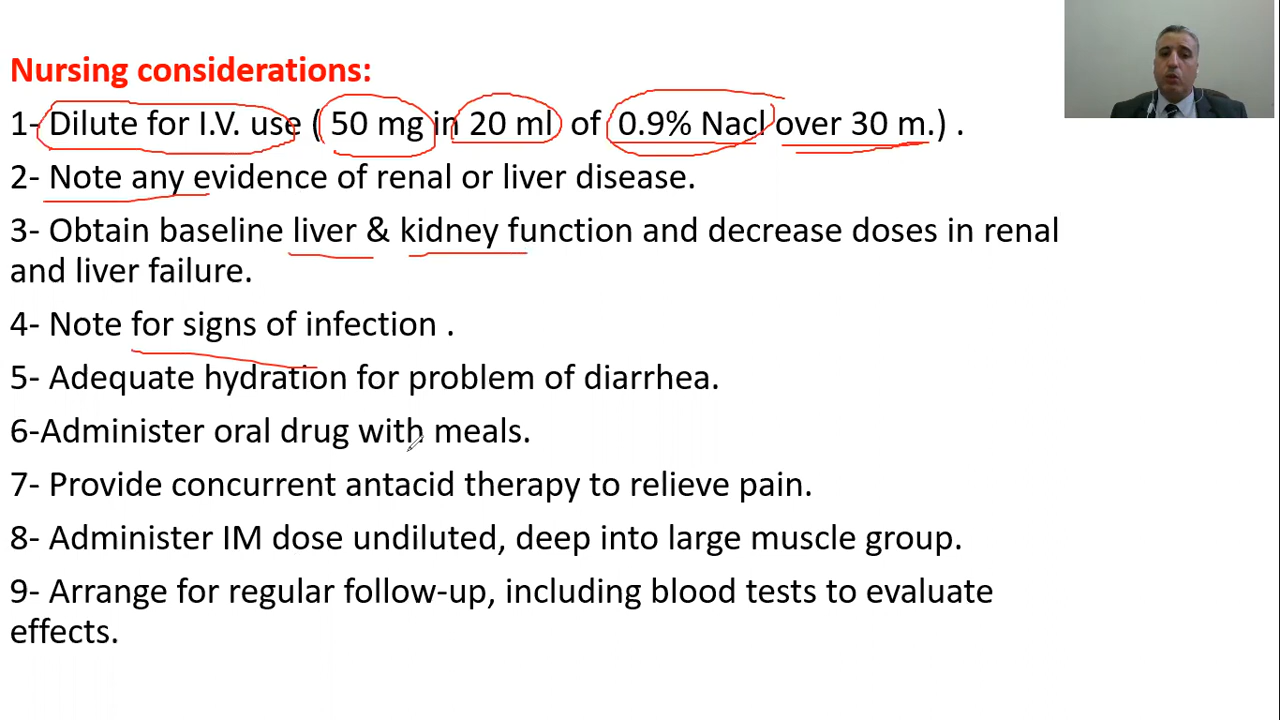 Nursing considerations:
1- Dilute for I.V. use ( 50 mg in 20 ml of 0.9% Nacl over 30 m.) .
2- Note any evidence of renal or liver disease.
3- Obtain baseline liver & kidney function and decrease doses in renal
and liver failure.
4- Note for signs of infection .
5- Adequate hydration for problem of diarrhea.
6-Administer oral drug with meals.
7- Provide concurrent antacid therapy to relieve pain.
8- Administer IM dose undiluted, deep into large muscle group.
9- Arrange for regular follow-up, including blood tests to evaluate
effects.